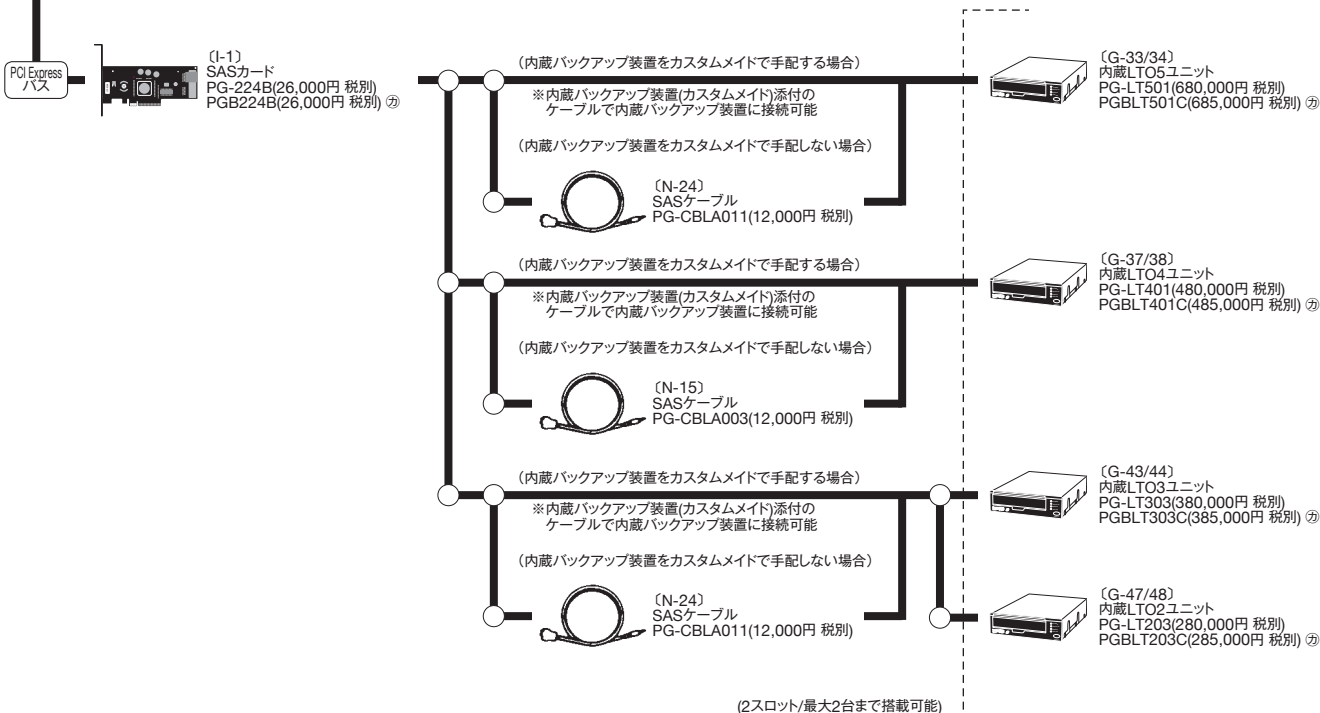 PCI Express
バス
〔I-1〕
SASカード
PG-224B(26,000円 税別)
PGB224B(26,000円 税別) ㋕
(内蔵バックアップ装置をカスタムメイドで手配する場合)
※内蔵バックアップ装置(カスタムメイド)添付の
ケーブルで内蔵バックアップ装置に接続可能
(内蔵バックアップ装置をカスタムメイドで手配しない場合)
〔N-24〕
SASケーブル
PG-CBLA011(12,000円 税別)
〔G-33/34〕
内蔵LTO5ユニット
PG-LT501(680,000円 税別)
PGBLT501C(685,000円 税別) ㋕
(内蔵バックアップ装置をカスタムメイドで手配する場合)
※内蔵バックアップ装置(カスタムメイド)添付の
ケーブルで内蔵バックアップ装置に接続可能
(内蔵バックアップ装置をカスタムメイドで手配しない場合)
〔N-15〕
SASケーブル
PG-CBLA003(12,000円 税別)
〔G-37/38〕
内蔵LTO4ユニット
PG-LT401(480,000円 税別)
PGBLT401C(485,000円 税別) ㋕
(内蔵バックアップ装置をカスタムメイドで手配する場合)
※内蔵バックアップ装置(カスタムメイド)添付の
ケーブルで内蔵バックアップ装置に接続可能
(内蔵バックアップ装置をカスタムメイドで手配しない場合)
〔N-24〕
SASケーブル
PG-CBLA011(12,000円 税別)
〔G-43/44〕
内蔵LTO3ユニット
PG-LT303(380,000円 税別)
PGBLT303C(385,000円 税別) ㋕
〔G-47/48〕
内蔵LTO2ユニット
PG-LT203(280,000円 税別)
PGBLT203C(285,000円 税別) ㋕
(2スロット/最大2台まで搭載可能)